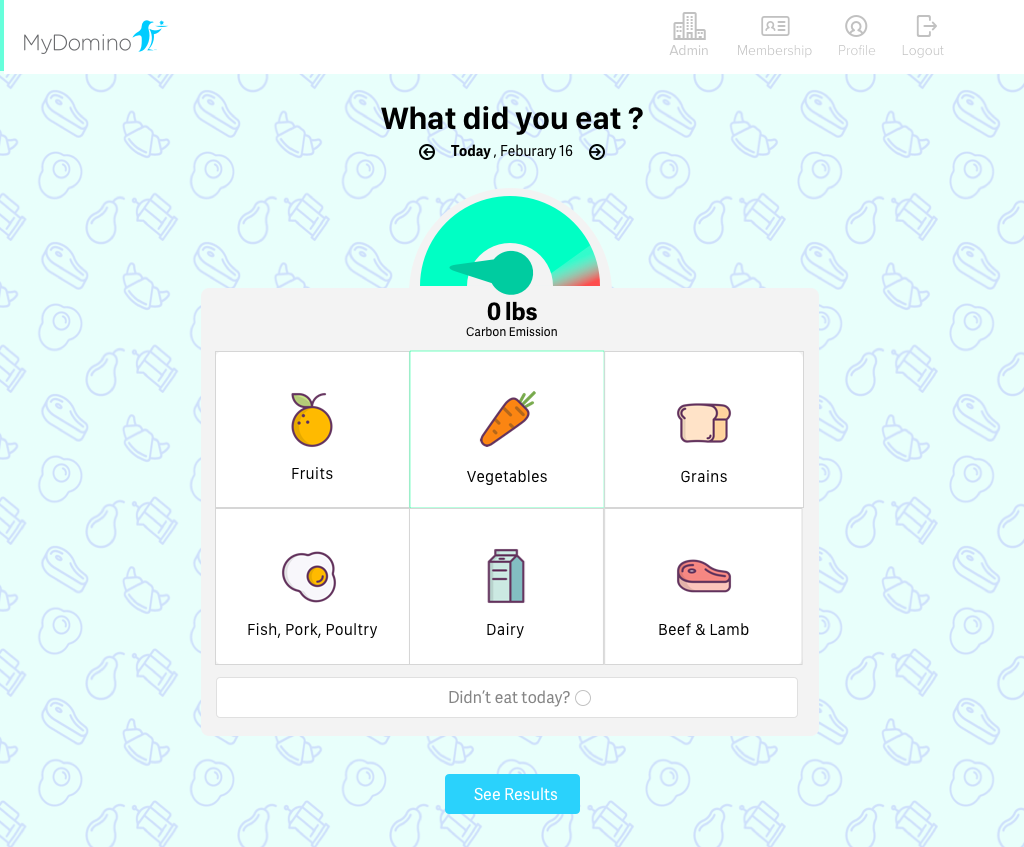 MyDomino
Admin
Membership
Profile
Logout
What did you eat ?
Today , Feburary 16
0 lbs
Carbon Emission
Fruits
Vegetables
Grains
Fish, Pork, Poultry
Dairy
Beef & Lamb
Didn’t eat today?
See Results